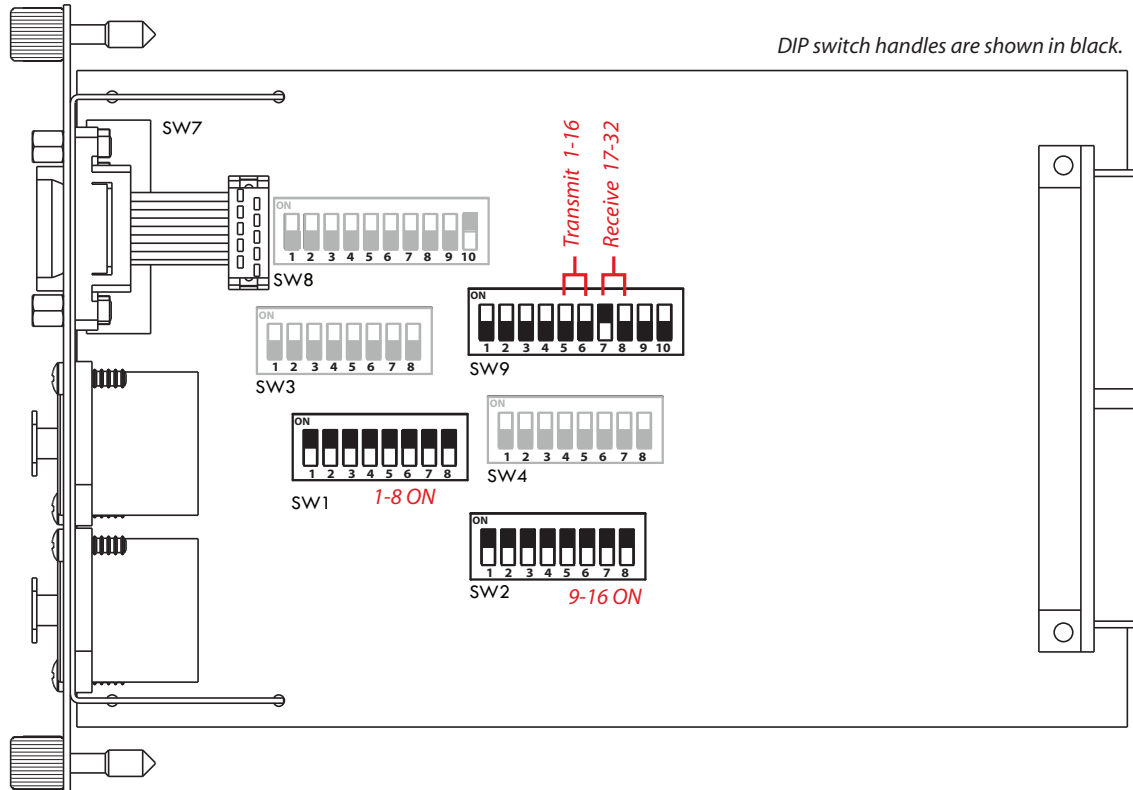 DIP switch handles are shown in black.
SW7
Transmit 1-16
Receive 17-32
ON
1 2 3 4 5 6 7 8 9 10
SW8
ON
1 2 3 4 5 6 7 8 9 10
SW9
ON
1 2 3 4 5 6 7 8
SW3
ON
1 2 3 4 5 6 7 8
SW1
1-8 ON
ON
1 2 3 4 5 6 7 8
SW4
ON
1 2 3 4 5 6 7 8
SW2
9-16 ON